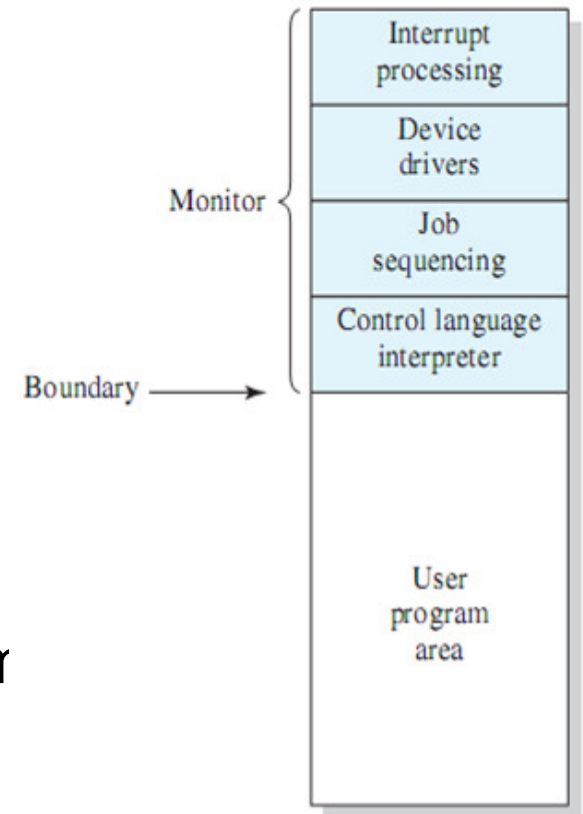 Interrupt
processing
Device
drivers
Monitor
Job
sequencing
Control language
interpreter
Boundary
User
program
area
r